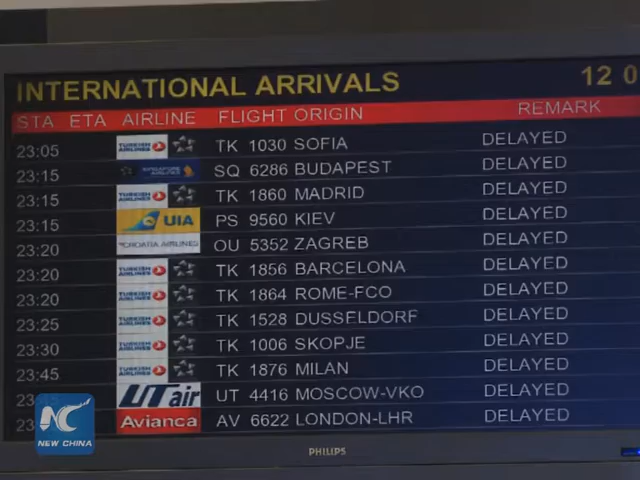 INTERNATIONAL ARRIVALS 12 0
STA ETA AIRLINE FLIGHT ORIGIN REMARK
23:05 TURKISH AIRLINES TK 1030 SOFIA DELAYED
23:15 SINGAPORE AIRLINES SQ 6286 BUDAPEST DELAYED
23:15 TURKISH AIRLINES TK 1860 MADRID DELAYED
23:15 UIA PS 9560 KIEV DELAYED
23:20 CROATIA AIRLINES OU 5352 ZAGREB DELAYED
23:20 TURKISH AIRLINES TK 1856 BARCELONA DELAYED
23:20 TURKISH AIRLINES TK 1864 ROME-FCO DELAYED
23:25 TURKISH AIRLINES TK 1528 DUSSELDORF DELAYED
23:30 TURKISH AIRLINES TK 1006 SKOPJE DELAYED
23:45 TURKISH AIRLINES TK 1876 MILAN DELAYED
23 UTair UT 4416 MOSCOW-VKO DELAYED
23 Avianca AV 6622 LONDON-LHR DELAYED
NC
NEW CHINA
PHILIPS